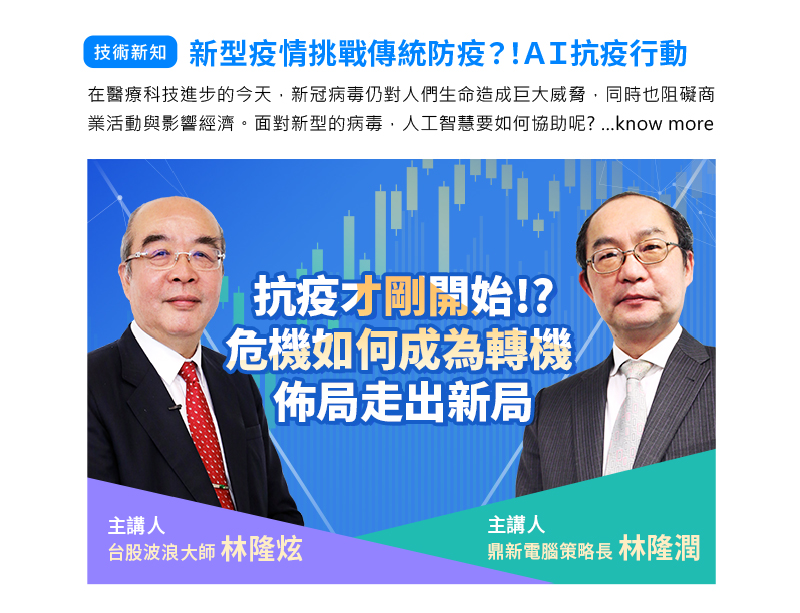 技術新知 新型疫情挑戰傳統防疫?!AI抗疫行動
在醫療科技進步的今天，新冠病毒仍對人們生命造成巨大威脅，同時也阻礙商
業活動與影響經濟。面對新型的病毒，人工智慧要如何協助呢? ...know more
抗疫才剛開始!?
危機如何成為轉機
佈局走出新局
主講人
台股波浪大師 林隆炫
主講人
鼎新電腦策略長 林隆潤